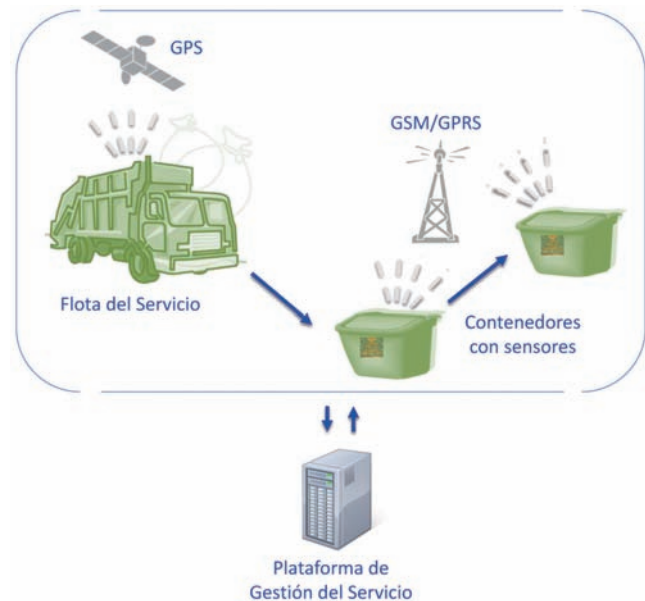 GPS
GSM/GPRS
Flota del Servicio
Contenedores
con sensores
Plataforma de
Gestión del Servicio